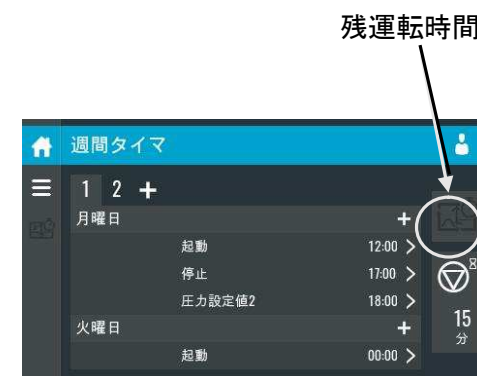 残運転時間
週間タイマ
1 2 +
月曜日 +
起動 12:00 >
停止 17:00 >
圧力設定値2 18:00 >
15
分
火曜日 +
起動 00:00 >